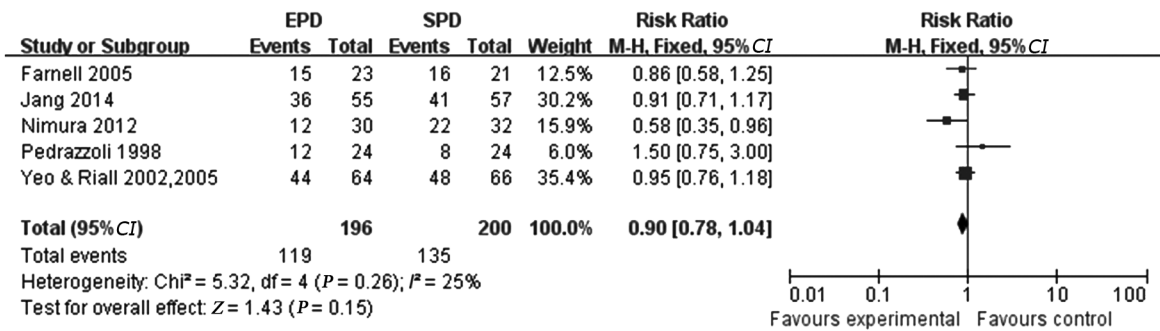 EPD SPD Risk Ratio Risk Ratio
Study or Subgroup Events Total Events Total Weight M-H, Fixed, 95% CI M-H, Fixed, 95% CI
Farnell 2005 15 23 16 21 12.5% 0.86 [0.58, 1.25]
Jang 2014 36 55 41 57 30.2% 0.91 [0.71, 1.17]
Nimura 2012 12 30 22 32 15.9% 0.58 [0.35, 0.96]
Pedrazzoli 1998 12 24 8 24 6.0% 1.50 [0.75, 3.00]
Yeo & Riall 2002,2005 44 64 48 66 35.4% 0.95 [0.76, 1.18]
Total (95% CI) 196 200 100.0% 0.90 [0.78, 1.04]
Total events 119 135
Heterogeneity: Chi² = 5.32, df = 4 (P = 0.26); I² = 25%
Test for overall effect: Z = 1.43 (P = 0.15)
0.01 0.1 1 10 100
Favours experimental Favours control